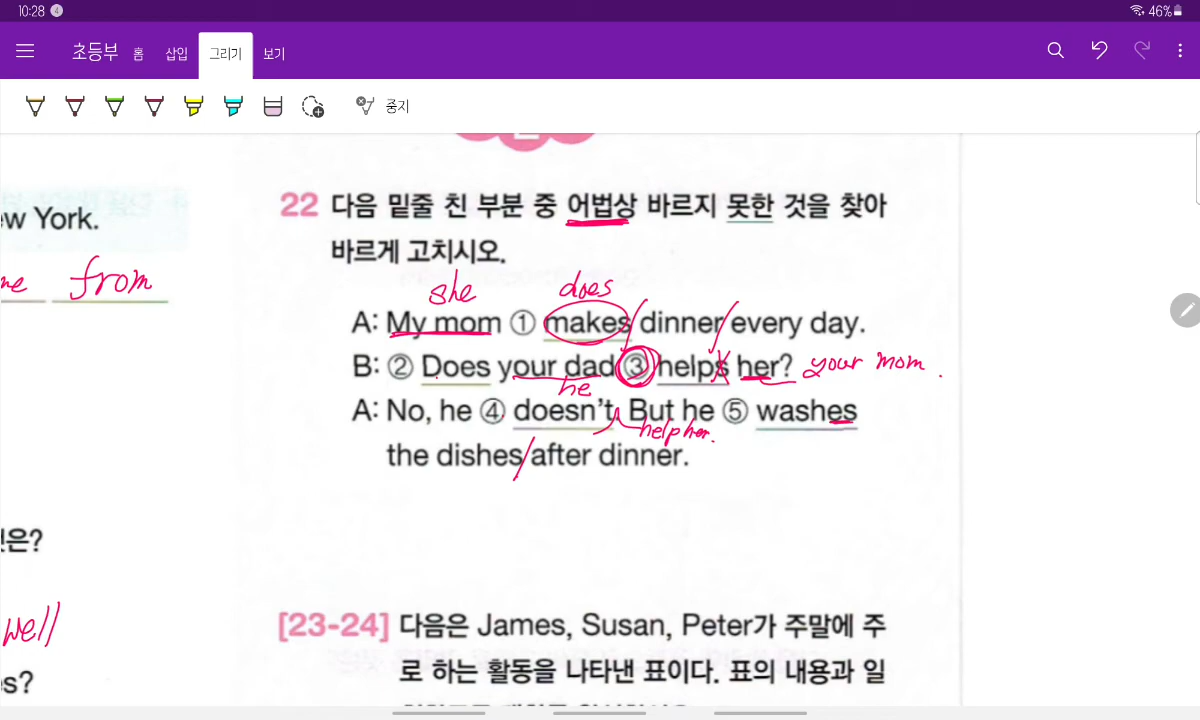 10:28 4 46%
초등부 홈 삽입 그리기 보기
중지
ew York.
me from
22 다음 밑줄 친 부분 중 어법상 바르지 못한 것을 찾아
바르게 고치시오.
she does
A: My mom ① makes dinner every day.
B: ② Does your dad ③ helps her? your mom.
he
A: No, he ④ doesn't. But he ⑤ washes
help her.
the dishes after dinner.
것은?
well
s?
[23-24] 다음은 James, Susan, Peter가 주말에 주
로 하는 활동을 나타낸 표이다. 표의 내용과 일